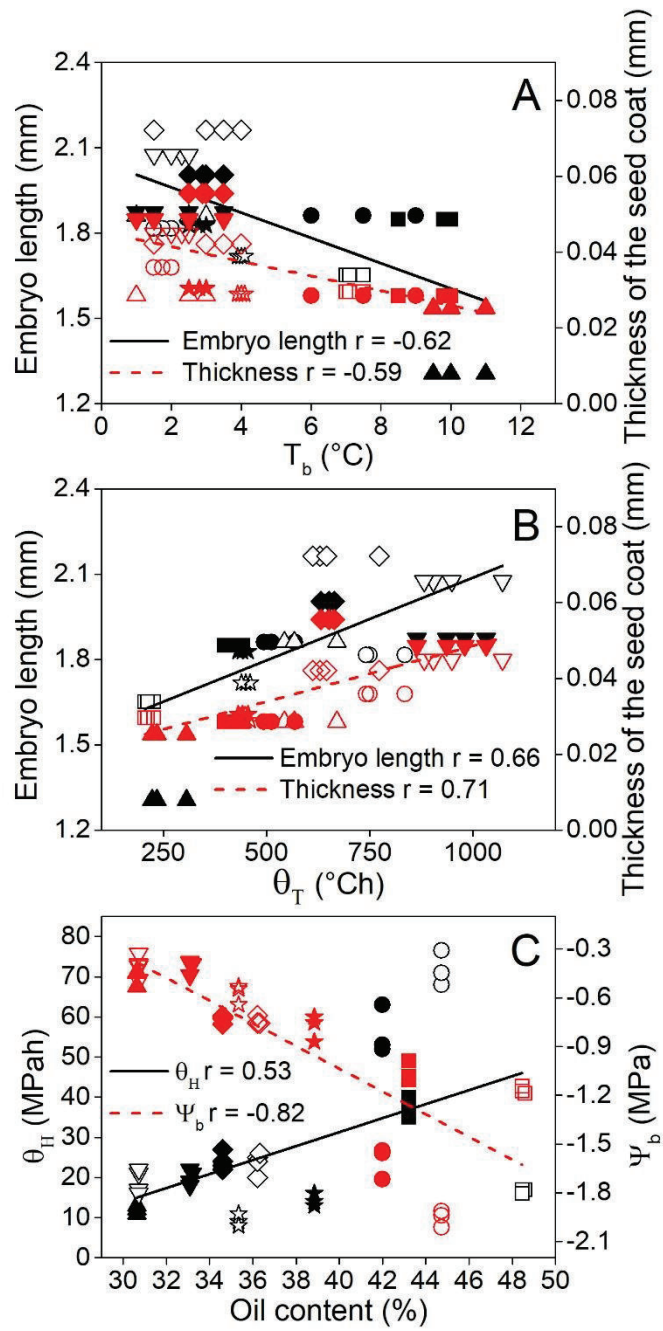 A
2.4
2.1
1.8
1.5
1.2
Embryo length (mm)
0.08
0.06
0.04
0.02
0.00
Thickness of the seed coat (mm)
Embryo length r = -0.62
Thickness r = -0.59
0 2 4 6 8 10 12
T_b (°C)
B
2.4
2.1
1.8
1.5
1.2
Embryo length (mm)
0.08
0.06
0.04
0.02
0.00
Thickness of the seed coat (mm)
Embryo length r = 0.66
Thickness r = 0.71
250 500 750 1000
θ_T (°Ch)
C
80
70
60
50
40
30
20
10
0
θ_H (MPah)
-0.3
-0.6
-0.9
-1.2
-1.5
-1.8
-2.1
Ψ_b (MPa)
θ_H r = 0.53
Ψ_b r = -0.82
30 32 34 36 38 40 42 44 46 48 50
Oil content (%)